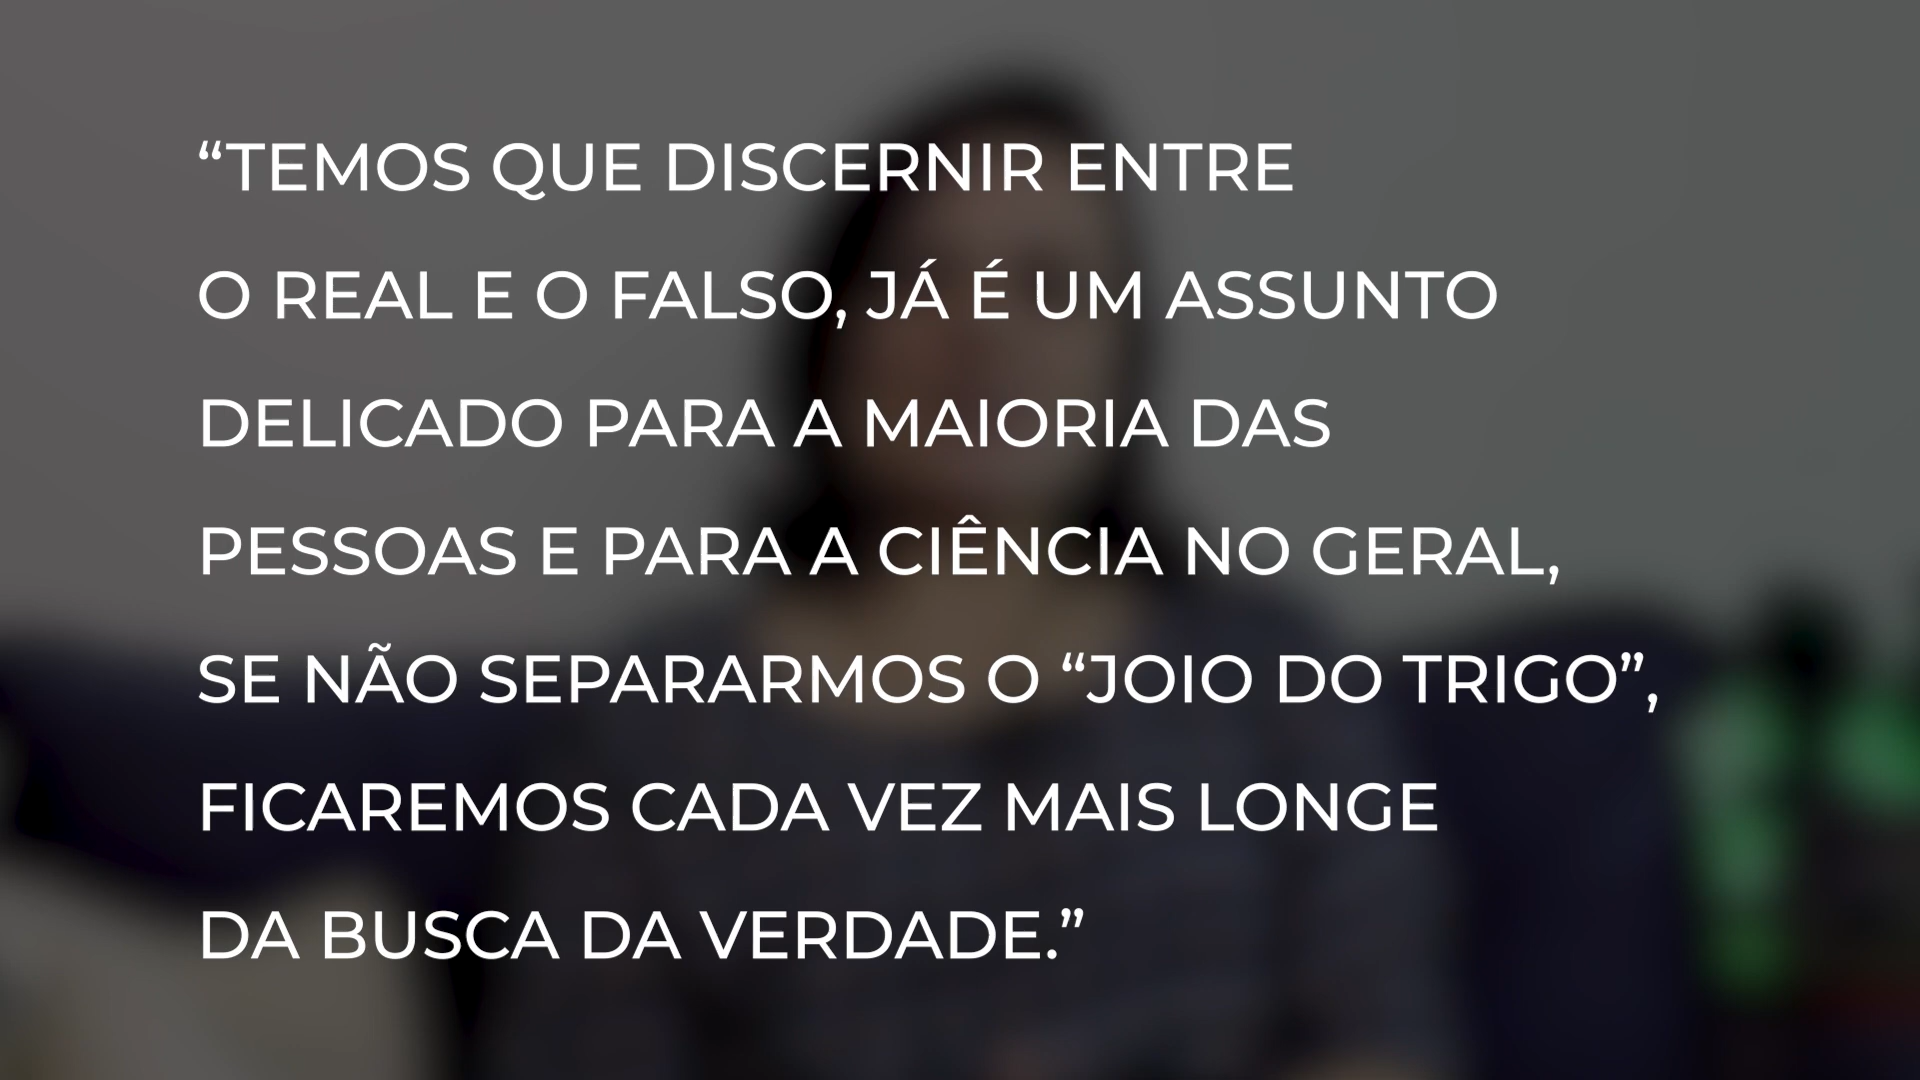 “TEMOS QUE DISCERNIR ENTRE
O REAL E O FALSO, JÁ É UM ASSUNTO
DELICADO PARA A MAIORIA DAS
PESSOAS E PARA A CIÊNCIA NO GERAL,
SE NÃO SEPARARMOS O “JOIO DO TRIGO”,
FICAREMOS CADA VEZ MAIS LONGE
DA BUSCA DA VERDADE.”